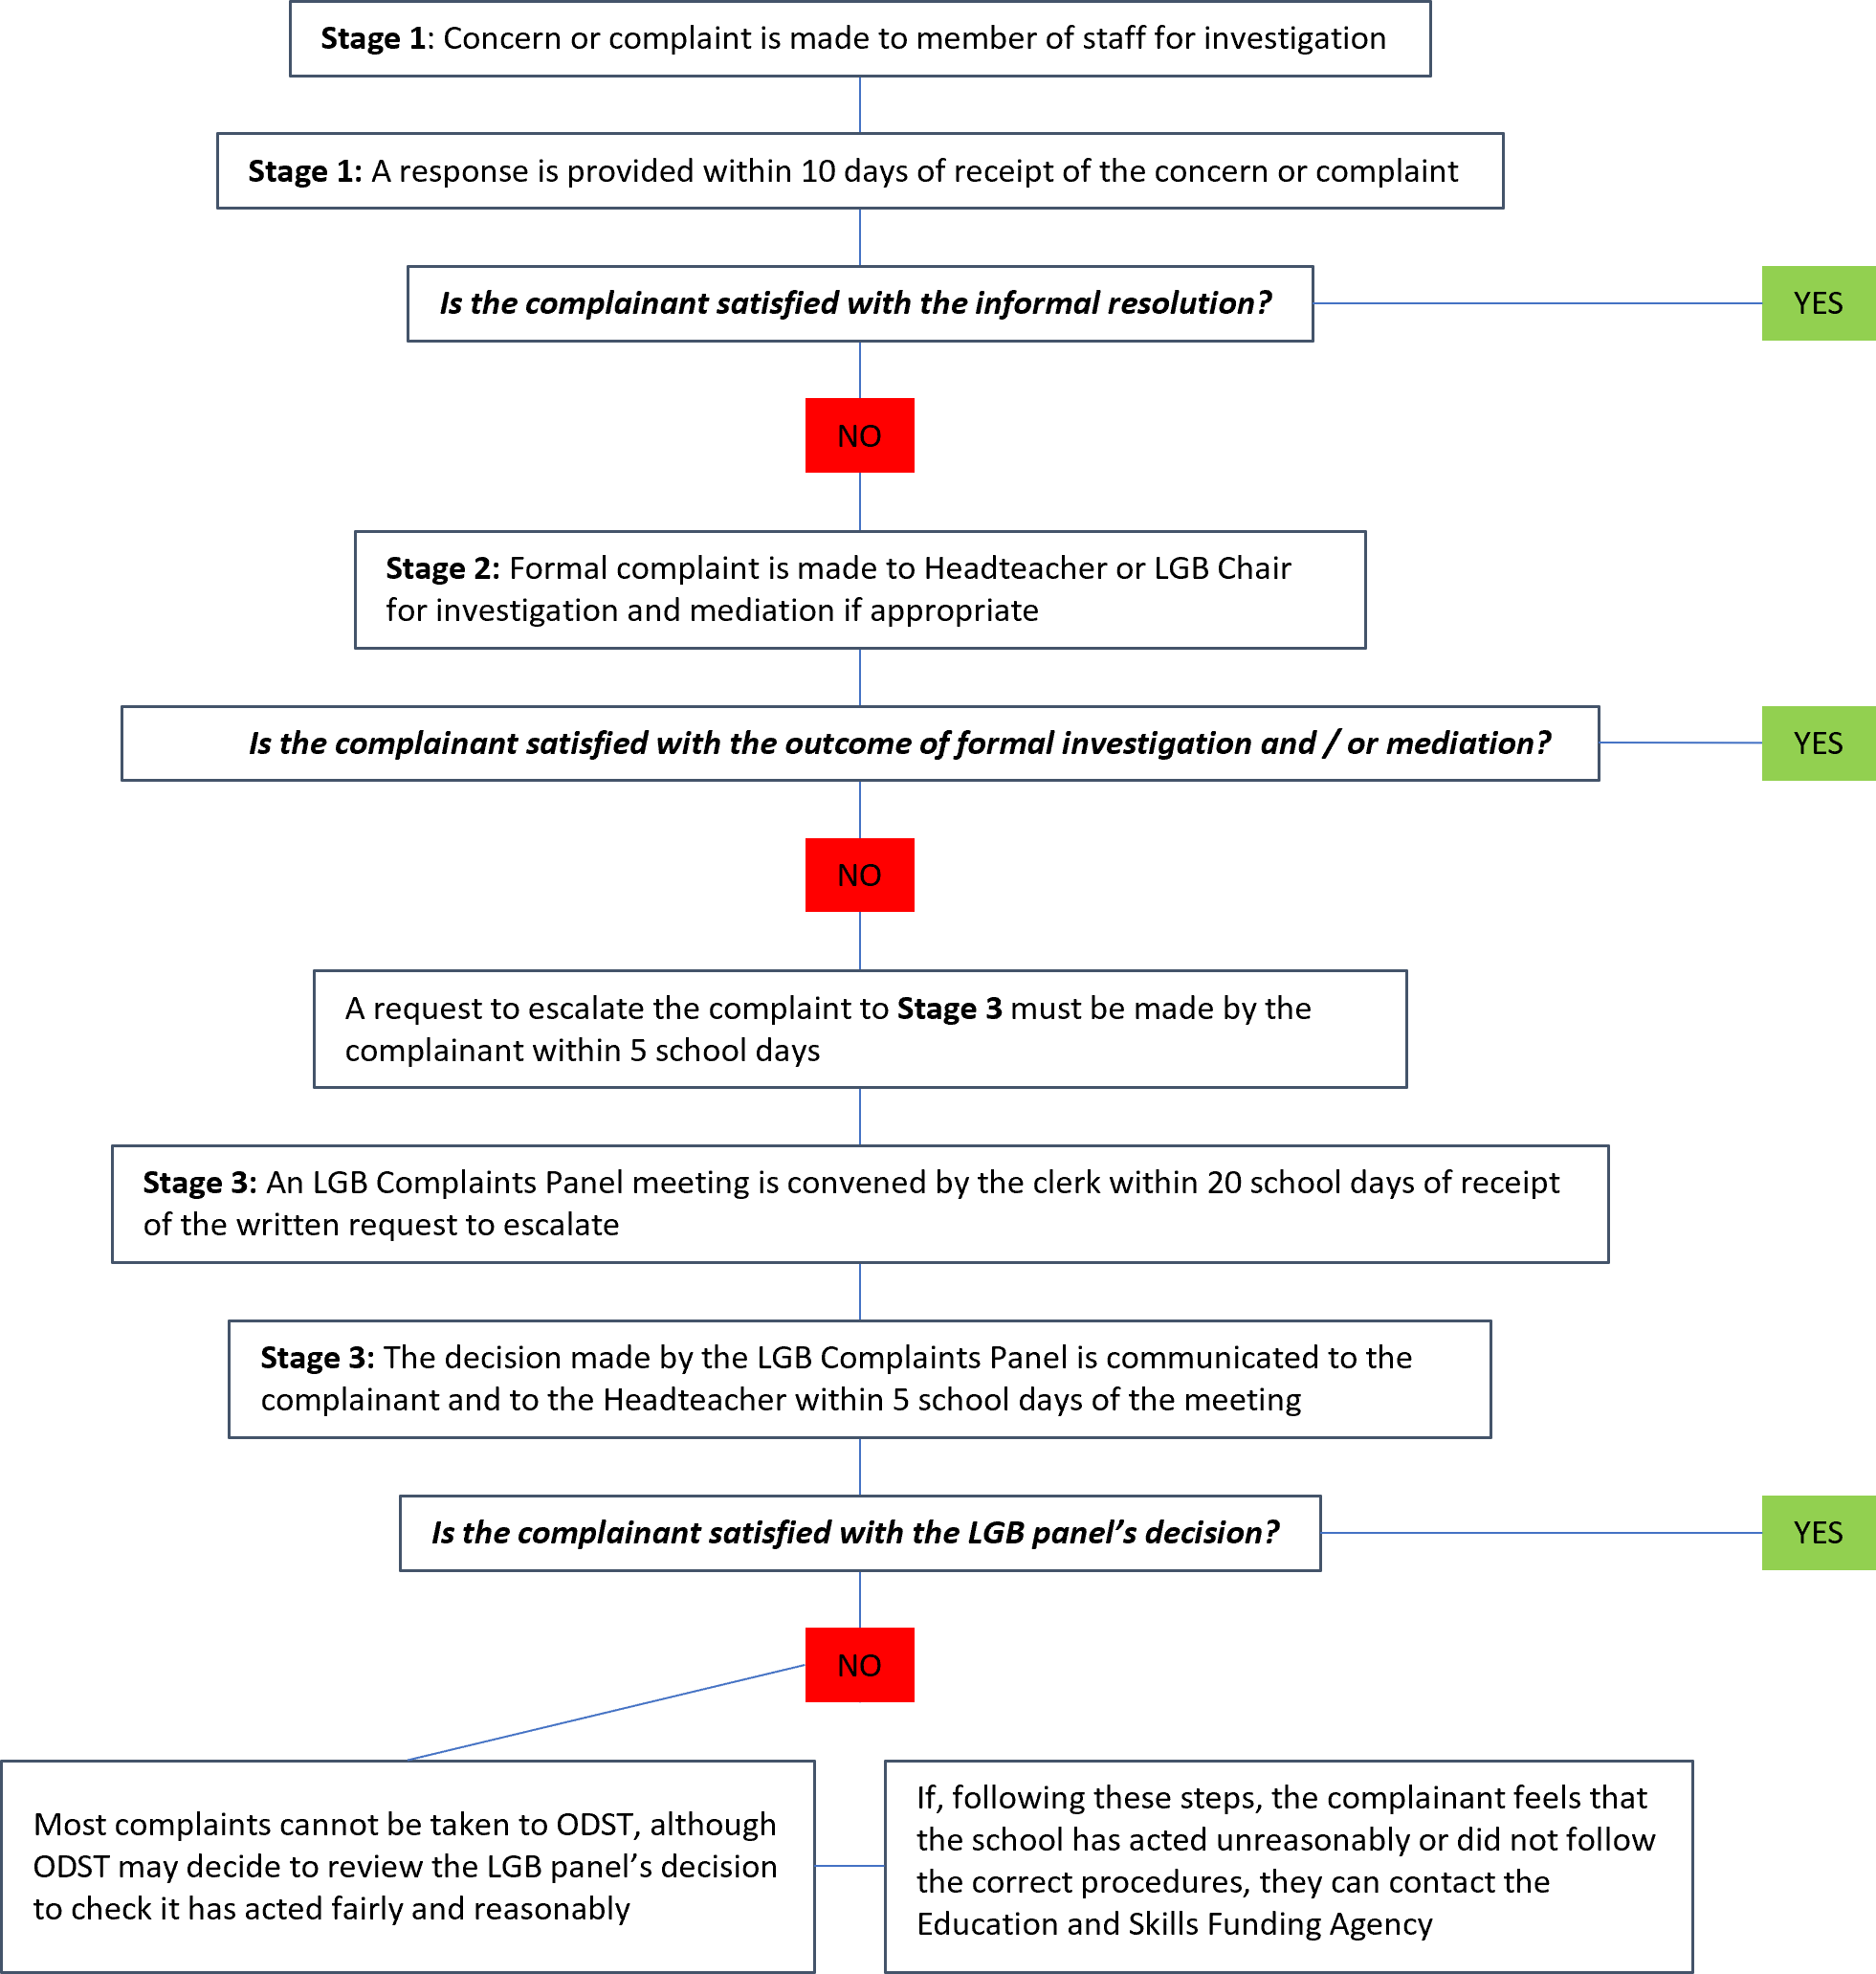 Stage 1: Concern or complaint is made to member of staff for investigation
Stage 1: A response is provided within 10 days of receipt of the concern or complaint
Is the complainant satisfied with the informal resolution?
YES
NO
Stage 2: Formal complaint is made to Headteacher or LGB Chair
for investigation and mediation if appropriate
Is the complainant satisfied with the outcome of formal investigation and / or mediation?
YES
NO
A request to escalate the complaint to Stage 3 must be made by the
complainant within 5 school days
Stage 3: An LGB Complaints Panel meeting is convened by the clerk within 20 school days of receipt
of the written request to escalate
Stage 3: The decision made by the LGB Complaints Panel is communicated to the
complainant and to the Headteacher within 5 school days of the meeting
Is the complainant satisfied with the LGB panel’s decision?
YES
NO
Most complaints cannot be taken to ODST, although
ODST may decide to review the LGB panel’s decision
to check it has acted fairly and reasonably
If, following these steps, the complainant feels that
the school has acted unreasonably or did not follow
the correct procedures, they can contact the
Education and Skills Funding Agency